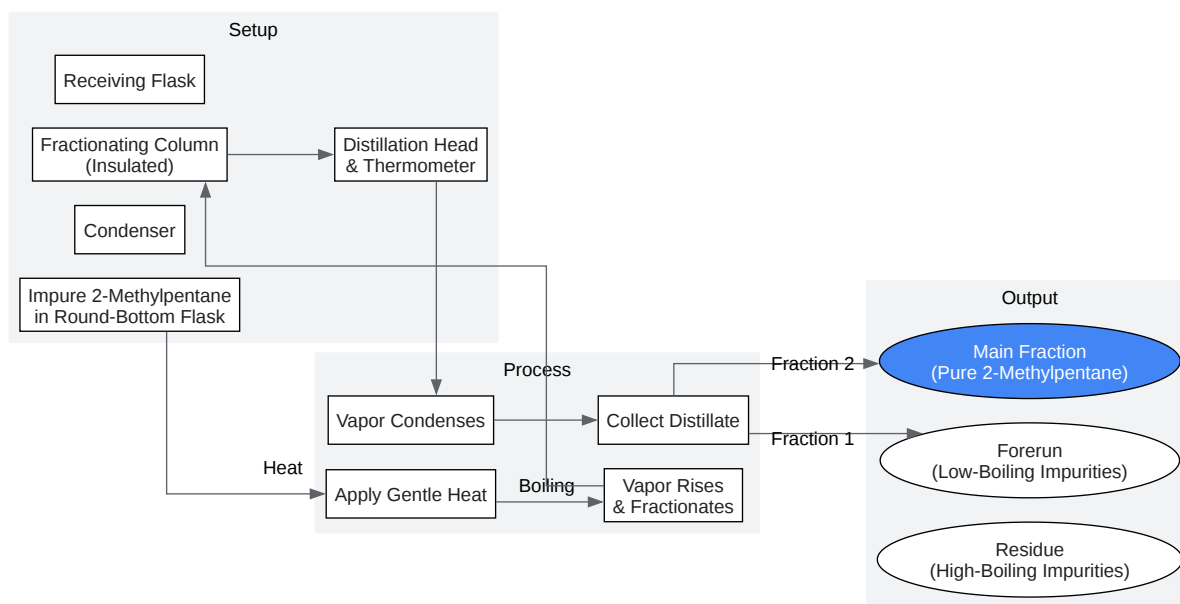 Setup
Receiving Flask
Fractionating Column
(Insulated)
Distillation Head
& Thermometer
Condenser
Impure 2-Methylpentane
in Round-Bottom Flask
Process
Vapor Condenses
Collect Distillate
Heat
Apply Gentle Heat
Boiling
Vapor Rises
& Fractionates
Fraction 2
Fraction 1
Output
Main Fraction
(Pure 2-Methylpentane)
Forerun
(Low-Boiling Impurities)
Residue
(High-Boiling Impurities)